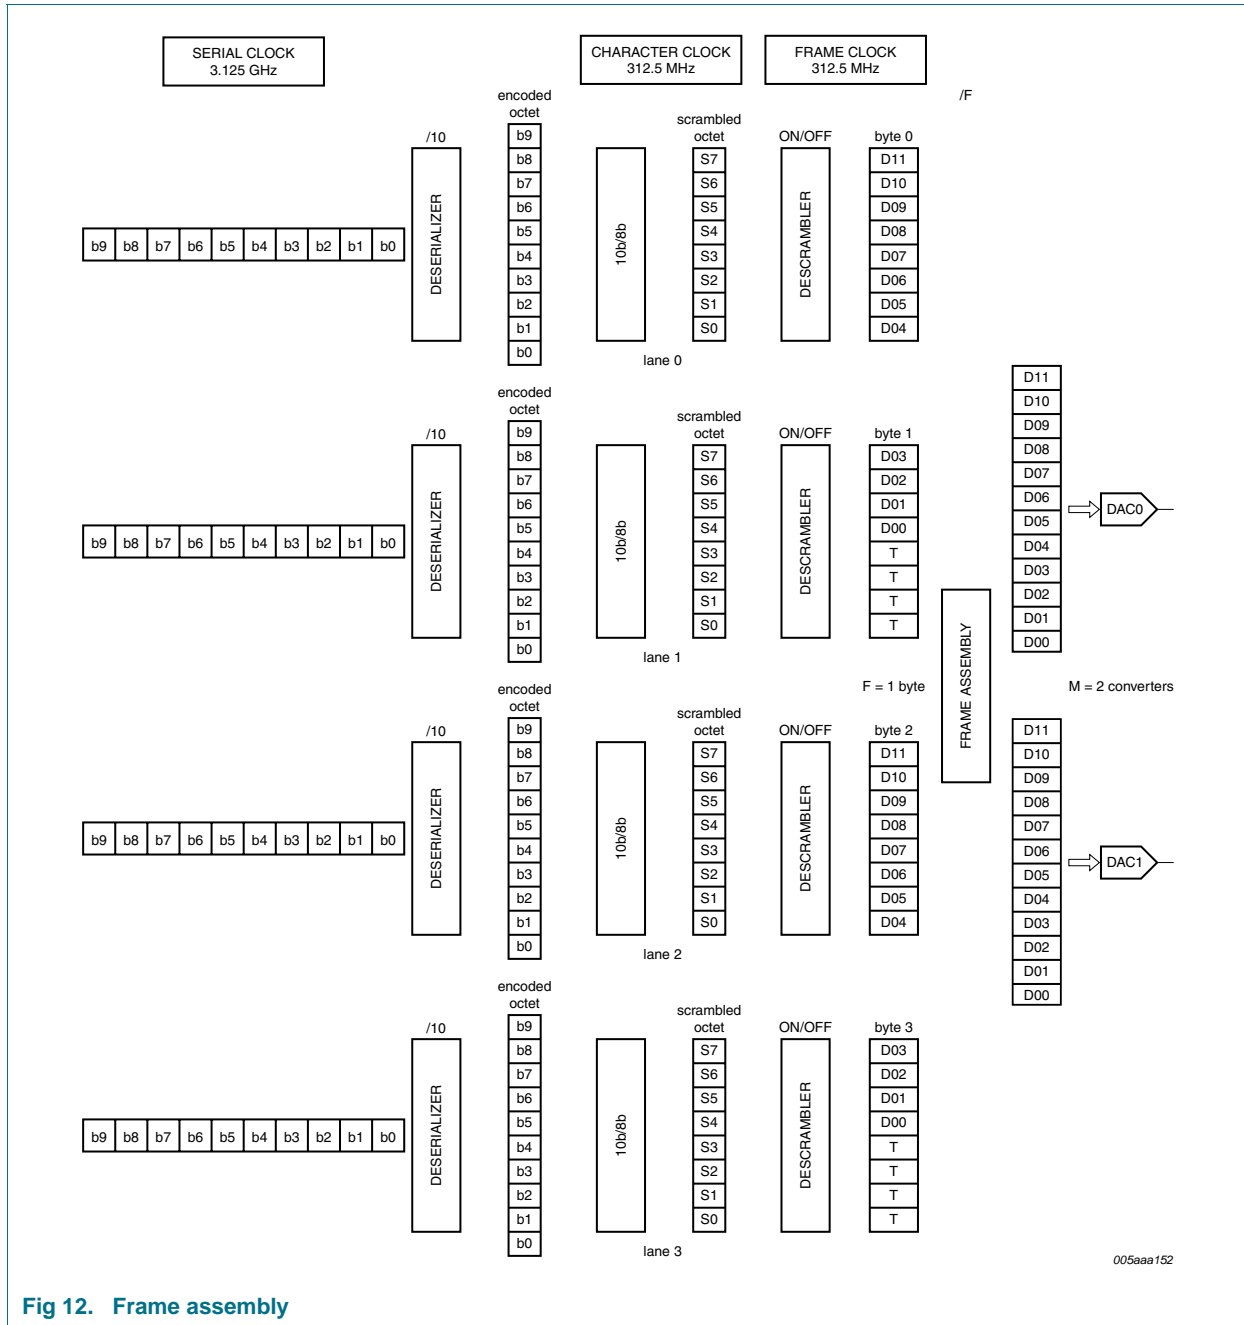 SERIAL CLOCK
3.125 GHz
CHARACTER CLOCK
312.5 MHz
FRAME CLOCK
312.5 MHz
/F
encoded
octet
/10
b9
b8
b7
b6
b5
b4
b3
b2
b1
b0
b9 b8 b7 b6 b5 b4 b3 b2 b1 b0
DESERIALIZER
10b/8b
scrambled
octet
S7
S6
S5
S4
S3
S2
S1
S0
ON/OFF
DESCRAMBLER
byte 0
D11
D10
D09
D08
D07
D06
D05
D04
lane 0
encoded
octet
/10
b9
b8
b7
b6
b5
b4
b3
b2
b1
b0
b9 b8 b7 b6 b5 b4 b3 b2 b1 b0
DESERIALIZER
10b/8b
scrambled
octet
S7
S6
S5
S4
S3
S2
S1
S0
ON/OFF
DESCRAMBLER
byte 1
D03
D02
D01
D00
T
T
T
T
lane 1
D11
D10
D09
D08
D07
D06
D05
D04
D03
D02
D01
D00
DAC0
F = 1 byte
FRAME ASSEMBLY
M = 2 converters
encoded
octet
/10
b9
b8
b7
b6
b5
b4
b3
b2
b1
b0
b9 b8 b7 b6 b5 b4 b3 b2 b1 b0
DESERIALIZER
10b/8b
scrambled
octet
S7
S6
S5
S4
S3
S2
S1
S0
ON/OFF
DESCRAMBLER
byte 2
D11
D10
D09
D08
D07
D06
D05
D04
lane 2
D11
D10
D09
D08
D07
D06
D05
D04
D03
D02
D01
D00
DAC1
encoded
octet
/10
b9
b8
b7
b6
b5
b4
b3
b2
b1
b0
b9 b8 b7 b6 b5 b4 b3 b2 b1 b0
DESERIALIZER
10b/8b
scrambled
octet
S7
S6
S5
S4
S3
S2
S1
S0
ON/OFF
DESCRAMBLER
byte 3
D03
D02
D01
D00
T
T
T
T
lane 3
005aaa152
Fig 12. Frame assembly